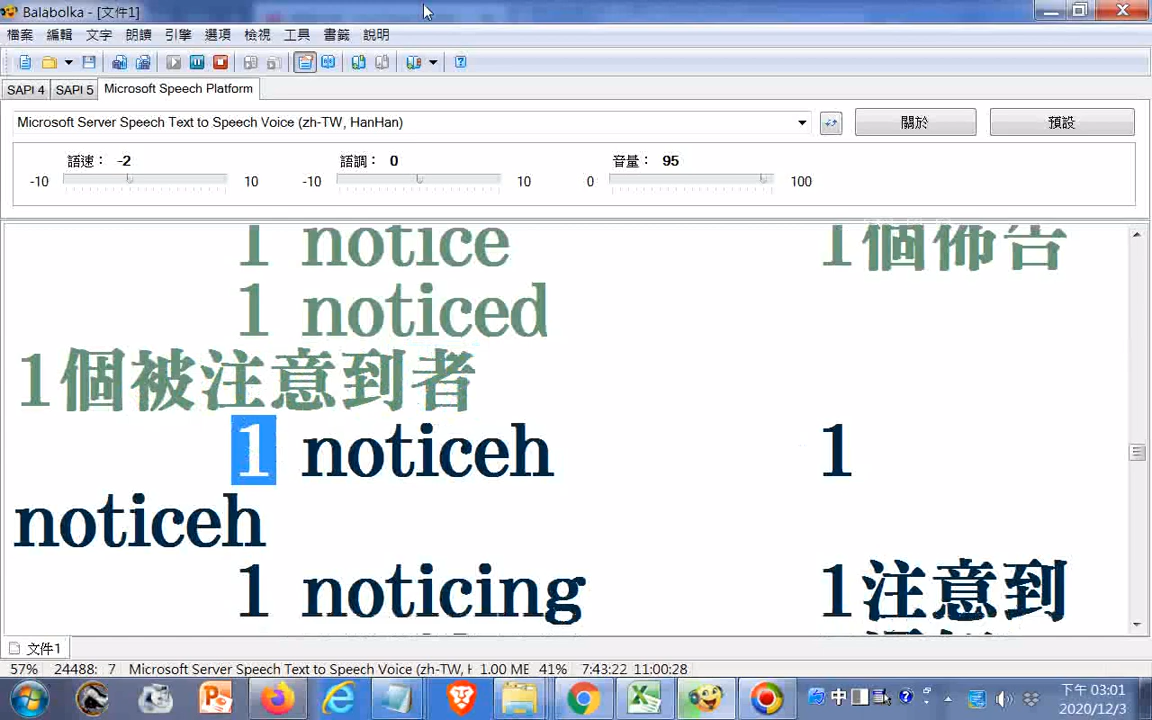 Balabolka - [文件1]
檔案 編輯 文字 朗讀 引擎 選項 檢視 工具 書籤 說明
SAPI 4 SAPI 5 Microsoft Speech Platform
Microsoft Server Speech Text to Speech Voice (zh-TW, HanHan) 關於 預設
語速： -2 語調： 0 音量： 95
-10 10 -10 10 0 100
1 notice 1個佈告
1 noticed
1個被注意到者
1 noticeh 1
noticeh
1 noticing 1注意到
文件1
57% 24488: 7 Microsoft Server Speech Text to Speech Voice (zh-TW, H 1.00 ME 41% 7:43:22 11:00:28
中 下午 03:01
2020/12/3